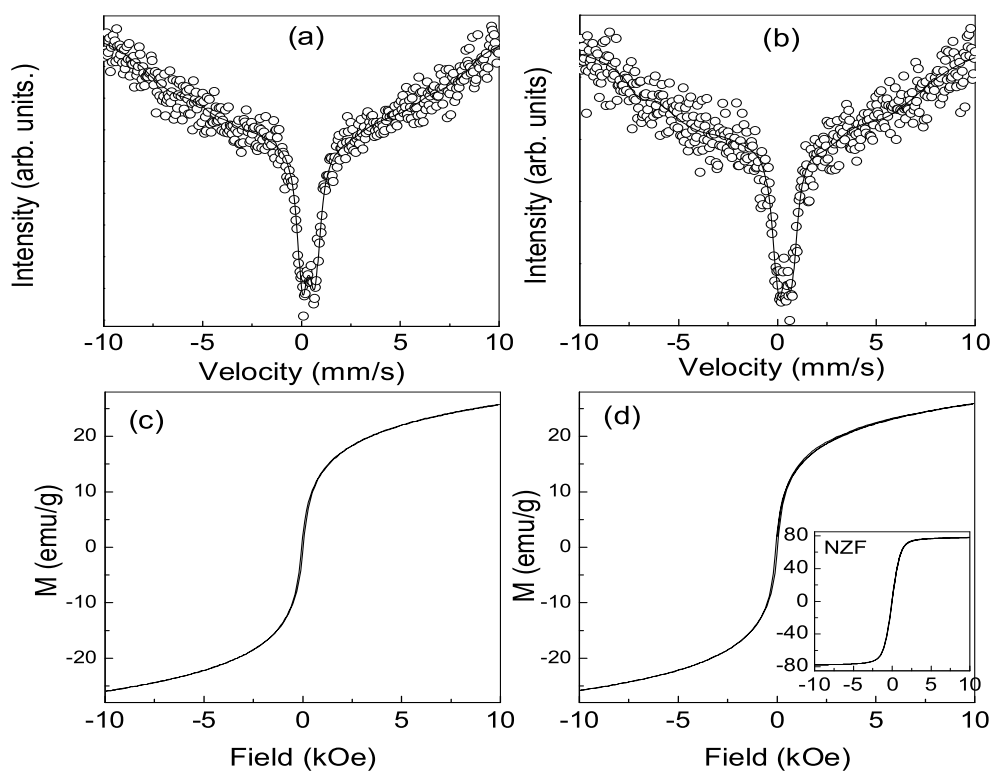 (a)
(b)
Intensity (arb. units.)
Intensity (arb. units)
-10 -5 0 5 10
-10 -5 0 5 10
Velocity (mm/s)
Velocity (mm/s)
(c)
(d)
20
10
0
-10
-20
20
10
0
-10
-20
M (emu/g)
M (emu/g)
NZF
80
40
0
-40
-80
-10 -5 0 5 10
-10 -5 0 5 10
-10 -5 0 5 10
Field (kOe)
Field (kOe)